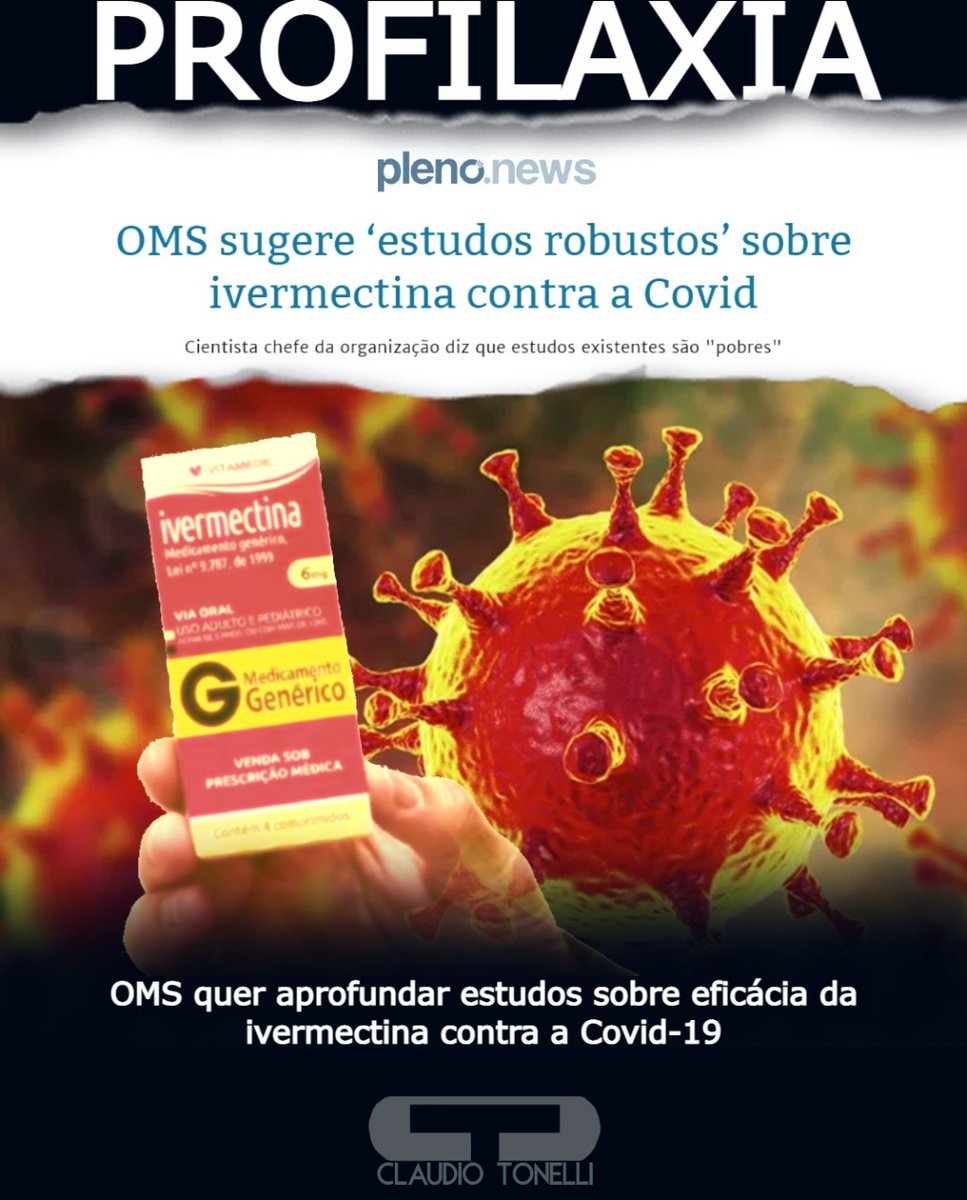 PROFILAXIA
pleno.news
OMS sugere ‘estudos robustos’ sobre
ivermectina contra a Covid
Cientista chefe da organização diz que estudos existentes são "pobres"
VITAMEDIC
ivermectina
Medicamento genérico,
Lei nº 9.787, de 1999
6mg
VIA ORAL
USO ADULTO E PEDIÁTRICO
G Medicamento
Genérico
VENDA SOB
PRESCRIÇÃO MÉDICA
Contém 4 comprimidos
OMS quer aprofundar estudos sobre eficácia da
ivermectina contra a Covid-19
CLAUDIO TONELLI